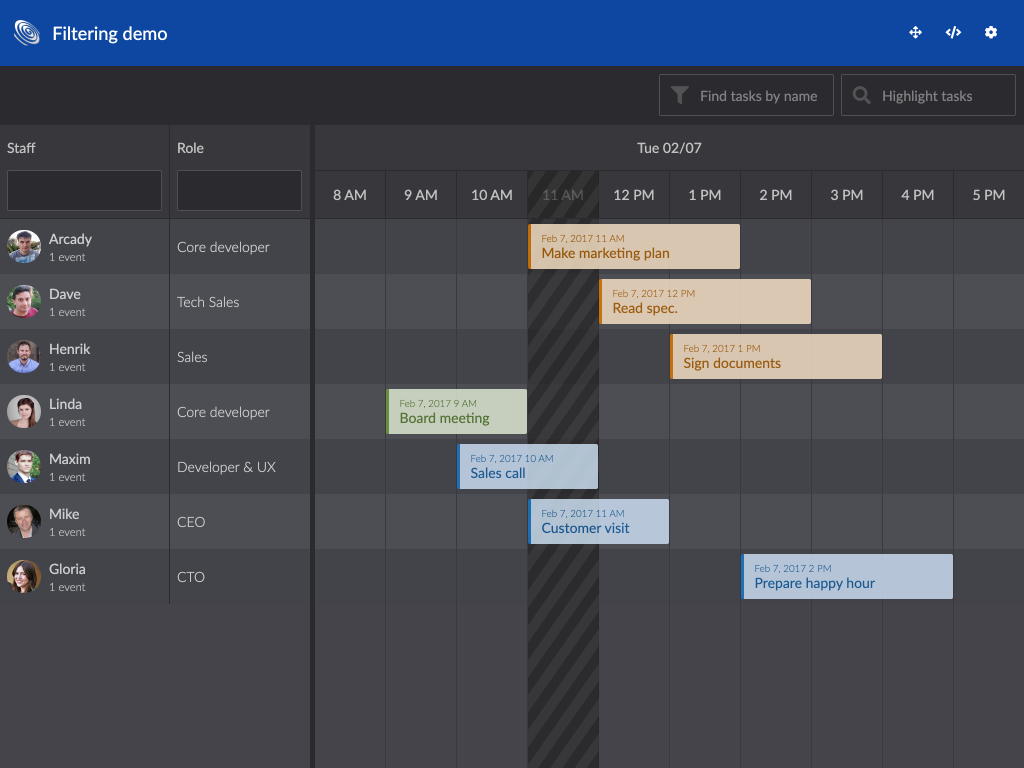 Filtering demo
Find tasks by name
Highlight tasks
Staff
Role
Tue 02/07
8 AM
9 AM
10 AM
11 AM
12 PM
1 PM
2 PM
3 PM
4 PM
5 PM
Arcady
1 event
Core developer
Feb 7, 2017 11 AM
Make marketing plan
Dave
1 event
Tech Sales
Feb 7, 2017 12 PM
Read spec.
Henrik
1 event
Sales
Feb 7, 2017 1 PM
Sign documents
Linda
1 event
Core developer
Feb 7, 2017 9 AM
Board meeting
Maxim
1 event
Developer & UX
Feb 7, 2017 10 AM
Sales call
Mike
1 event
CEO
Feb 7, 2017 11 AM
Customer visit
Gloria
1 event
CTO
Feb 7, 2017 2 PM
Prepare happy hour